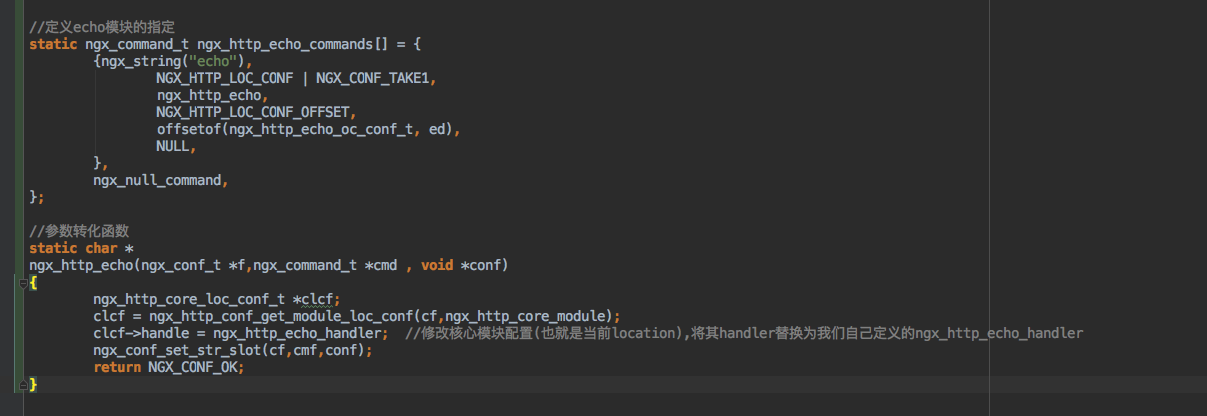 //定义echo模块的指定
static ngx_command_t ngx_http_echo_commands[] = {
        {ngx_string("echo"),
                NGX_HTTP_LOC_CONF | NGX_CONF_TAKE1,
                ngx_http_echo,
                NGX_HTTP_LOC_CONF_OFFSET,
                offsetof(ngx_http_echo_oc_conf_t, ed),
                NULL,
        },
        ngx_null_command,
};
//参数转化函数
static char *
ngx_http_echo(ngx_conf_t *f,ngx_command_t *cmd , void *conf)
{
        ngx_http_core_loc_conf_t *clcf;
        clcf = ngx_http_conf_get_module_loc_conf(cf,ngx_http_core_module);
        clcf->handle = ngx_http_echo_handler;  //修改核心模块配置(也就是当前location),将其handler替换为我们自己定义的ngx_http_echo_handler
        ngx_conf_set_str_slot(cf,cmf,conf);
        return NGX_CONF_OK;
}